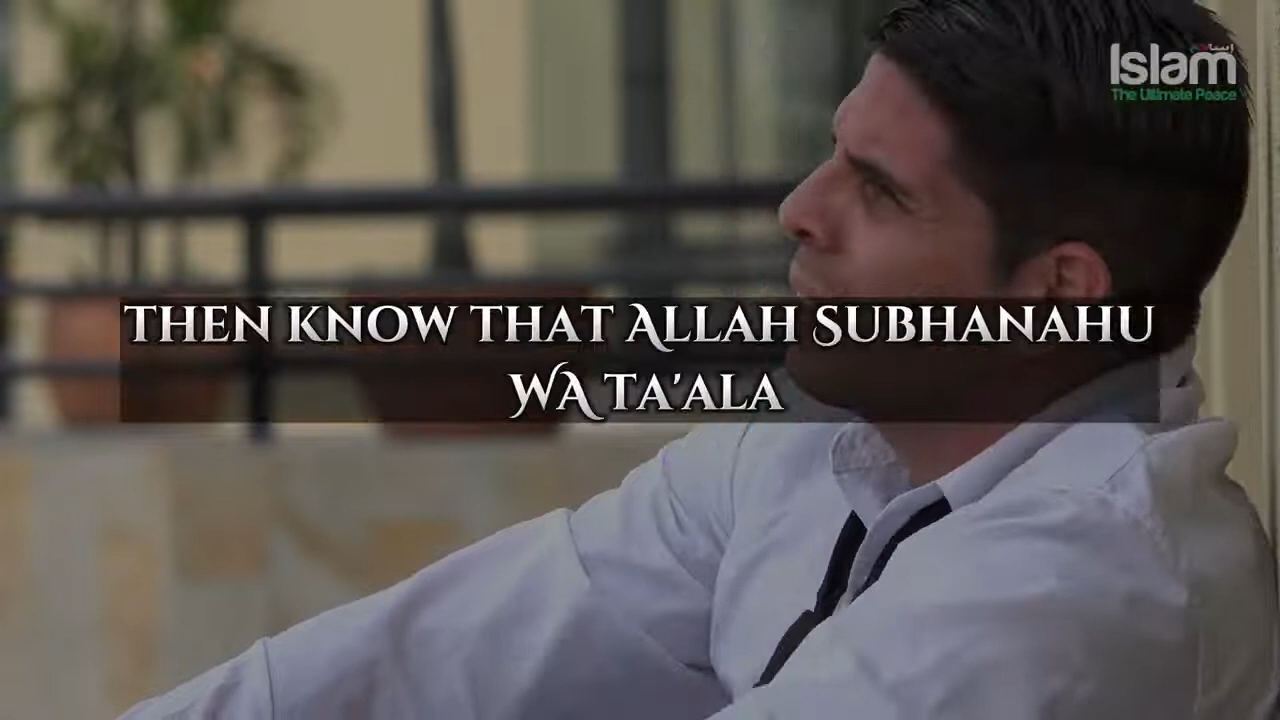 Islam
The Ultimate Peace
THEN KNOW THAT ALLAH SUBHANAHU
WA TA'ALA